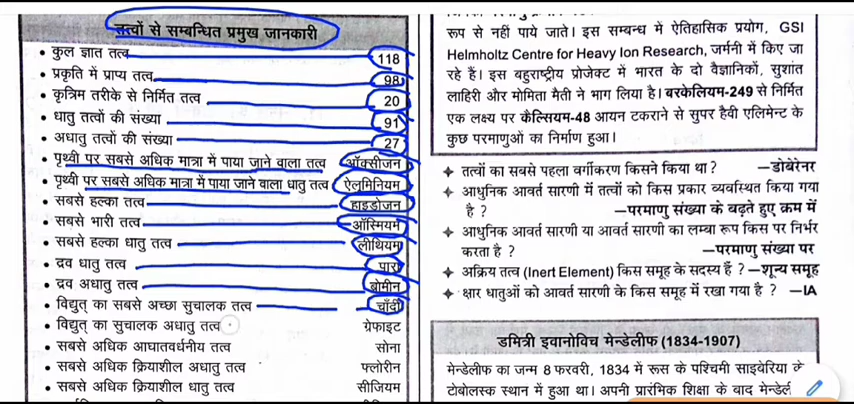 तत्वों से सम्बन्धित प्रमुख जानकारी
• कुल ज्ञात तत्व 118
• प्रकृति में प्राप्य तत्व 98
• कृत्रिम तरीके से निर्मित तत्व 20
• धातु तत्वों की संख्या 91
• अधातु तत्वों की संख्या 27
• पृथ्वी पर सबसे अधिक मात्रा में पाया जाने वाला तत्व ऑक्सीजन
• पृथ्वी पर सबसे अधिक मात्रा में पाया जाने वाला धातु तत्व ऐलुमिनियम
• सबसे हल्का तत्व हाइड्रोजन
• सबसे भारी तत्व ऑस्मियम
• सबसे हल्का धातु तत्व लीथियम
• द्रव धातु तत्व पारा
• द्रव अधातु तत्व ब्रोमीन
• विद्युत् का सबसे अच्छा सुचालक तत्व चाँदी
• विद्युत् का सुचालक अधातु तत्व ग्रेफाइट
• सबसे अधिक आघातवर्धनीय तत्व सोना
• सबसे अधिक क्रियाशील अधातु तत्व फ्लोरीन
• सबसे अधिक क्रियाशील धातु तत्व सीजियम
रूप से नहीं पाये जाते। इस सम्बन्ध में ऐतिहासिक प्रयोग, GSI
Helmholtz Centre for Heavy Ion Research, जर्मनी में किए जा
रहे हैं। इस बहुराष्ट्रीय प्रोजेक्ट में भारत के दो वैज्ञानिकों, सुशांत
लाहिरी और मोमिता मैती ने भाग लिया है। बरकेलियम-249 से निर्मित
एक लक्ष्य पर कैल्सियम-48 आयन टकराने से सुपर हैवी एलिमेन्ट के
कुछ परमाणुओं का निर्माण हुआ।
तत्वों का सबसे पहला वर्गीकरण किसने किया था ? —डोबेरेनर
आधुनिक आवर्त सारणी में तत्वों को किस प्रकार व्यवस्थित किया गया
है ? —परमाणु संख्या के बढ़ते हुए क्रम में
आधुनिक आवर्त सारणी या आवर्त सारणी का लम्बा रूप किस पर निर्भर
करता है ? —परमाणु संख्या पर
अक्रिय तत्व (Inert Element) किस समूह के सदस्य हैं ? —शून्य समूह
क्षार धातुओं को आवर्त सारणी के किस समूह में रखा गया है ? —IA
डमित्री इवानोविच मेन्डेलीफ (1834-1907)
मेन्डेलीफ का जन्म 8 फरवरी, 1834 में रूस के पश्चिमी साइबेरिया के
टोबोलस्क स्थान में हुआ था। अपनी प्रारंभिक शिक्षा के बाद